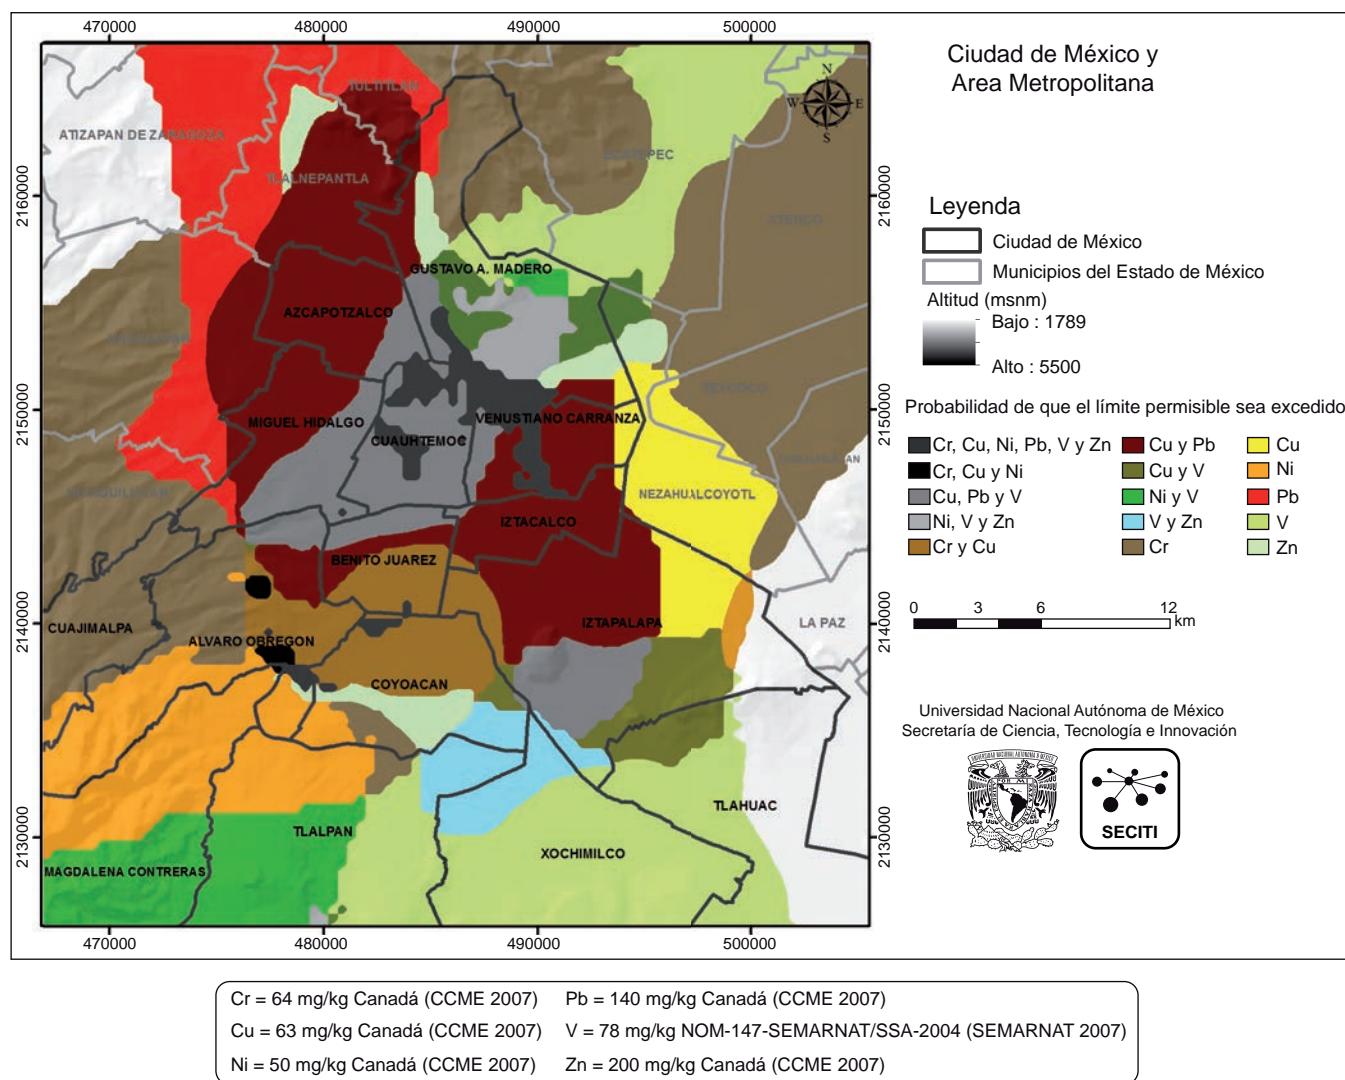 470000
480000
490000
500000
Ciudad de México y
Area Metropolitana
N
W
E
S
TULTITLAN
ATIZAPAN DE ZARAGOZA
ECATEPEC
TLALNEPANTLA
2160000
2160000
ATENCO
Leyenda
Ciudad de México
Municipios del Estado de México
GUSTAVO A. MADERO
AZCAPOTZALCO
Altitud (msnm)
Bajo : 1789
Alto : 5500
TEXCOCO
2150000
2150000
MIGUEL HIDALGO
VENUSTIANO CARRANZA
CUAUHTEMOC
Probabilidad de que el límite permisible sea excedido
Cr, Cu, Ni, Pb, V y Zn
Cu y Pb
Cu
Cr, Cu y Ni
Cu y V
Ni
Cu, Pb y V
Ni y V
Pb
Ni, V y Zn
V y Zn
V
Cr y Cu
Cr
Zn
NEZAHUALCOYOTL
IZTACALCO
BENITO JUAREZ
2140000
2140000
CUAJIMALPA
ALVARO OBREGON
IZTAPALAPA
LA PAZ
0
3
6
12
km
COYOACAN
Universidad Nacional Autónoma de México
Secretaría de Ciencia, Tecnología e Innovación
SECITI
TLAHUAC
TLALPAN
2130000
2130000
XOCHIMILCO
MAGDALENA CONTRERAS
470000
480000
490000
500000
Cr = 64 mg/kg Canadá (CCME 2007)
Pb = 140 mg/kg Canadá (CCME 2007)
Cu = 63 mg/kg Canadá (CCME 2007)
V = 78 mg/kg NOM-147-SEMARNAT/SSA-2004 (SEMARNAT 2007)
Ni = 50 mg/kg Canadá (CCME 2007)
Zn = 200 mg/kg Canadá (CCME 2007)